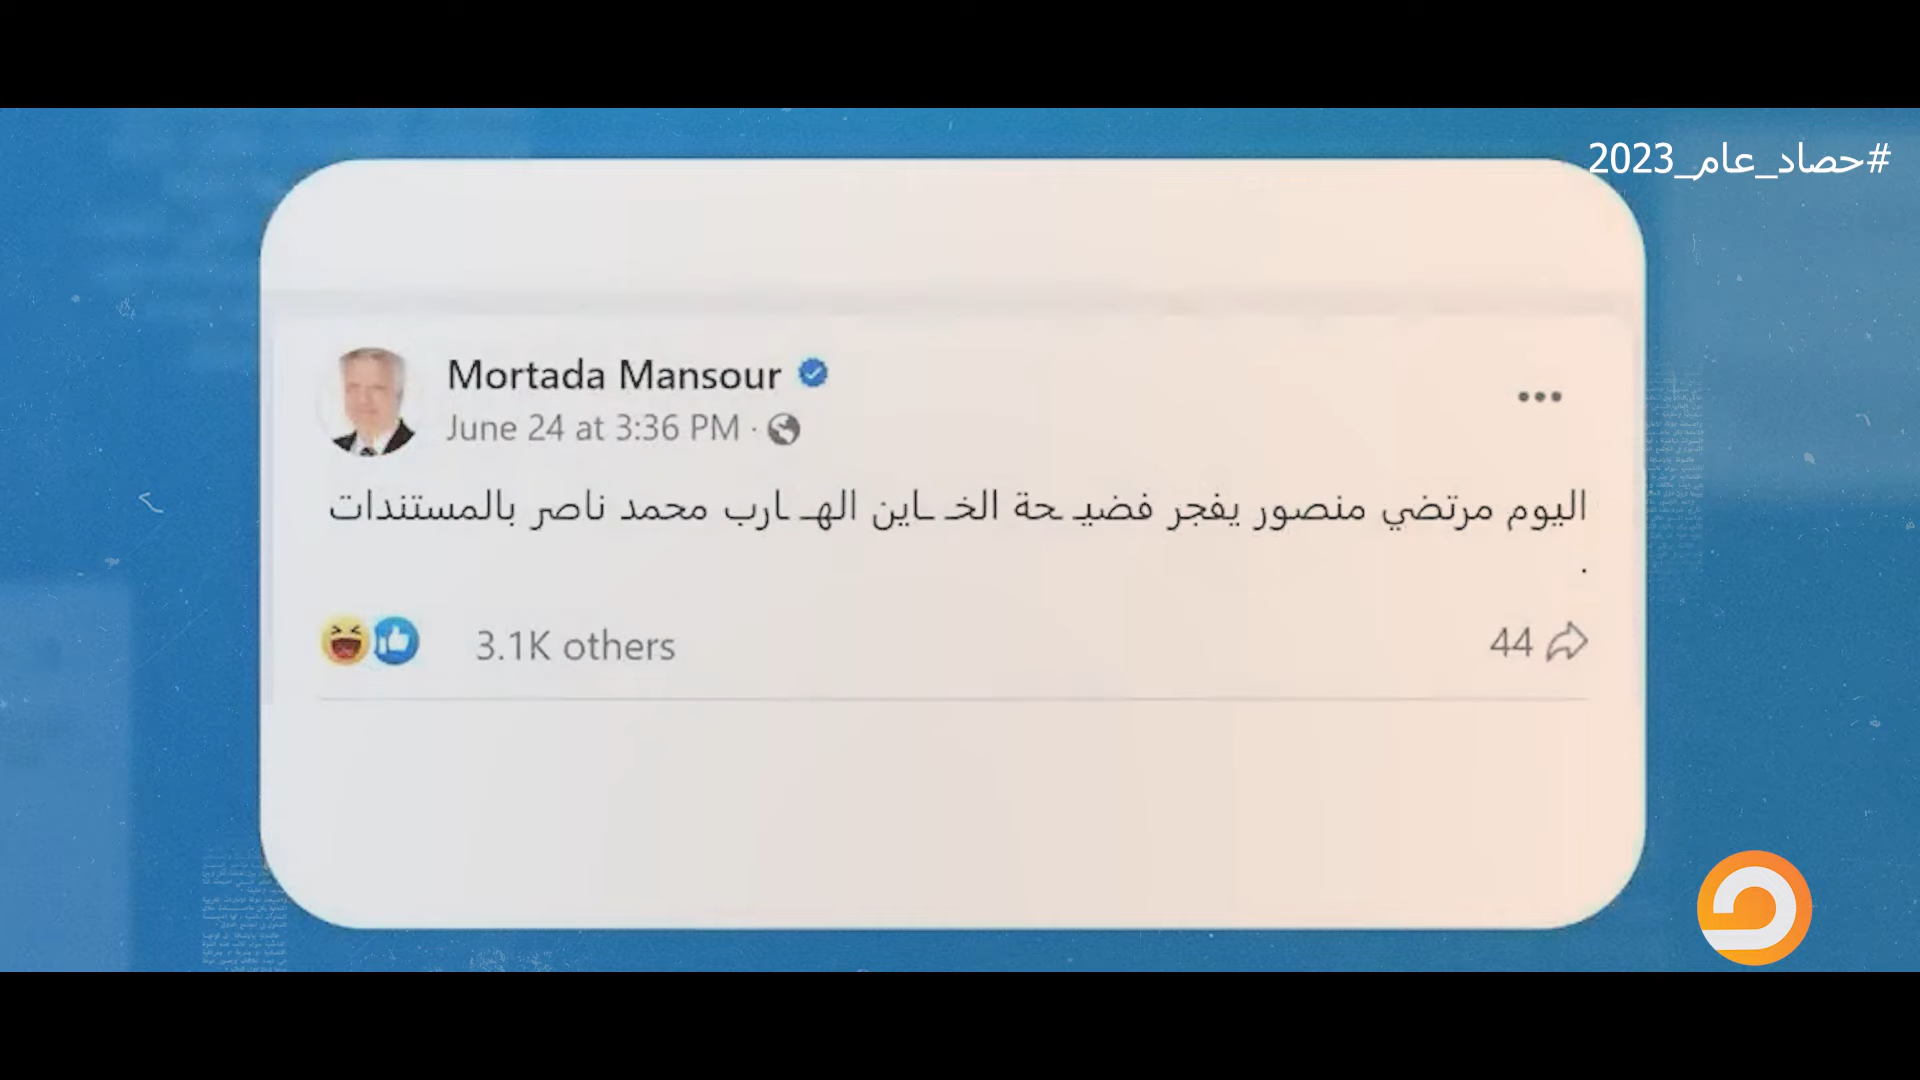 #حصاد_عام_2023
Mortada Mansour
June 24 at 3:36 PM ·
اليوم مرتضي منصور يفجر فضيـحة الخـاين الهـارب محمد ناصر بالمستندات
.
3.1K others
44